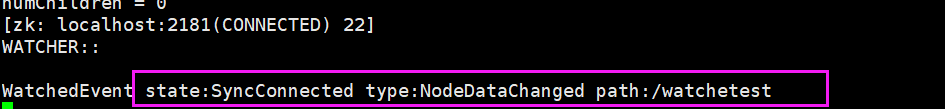 numChildren = 0
[zk: localhost:2181(CONNECTED) 22]
WATCHER::
WatchedEvent state:SyncConnected type:NodeDataChanged path:/watchetest